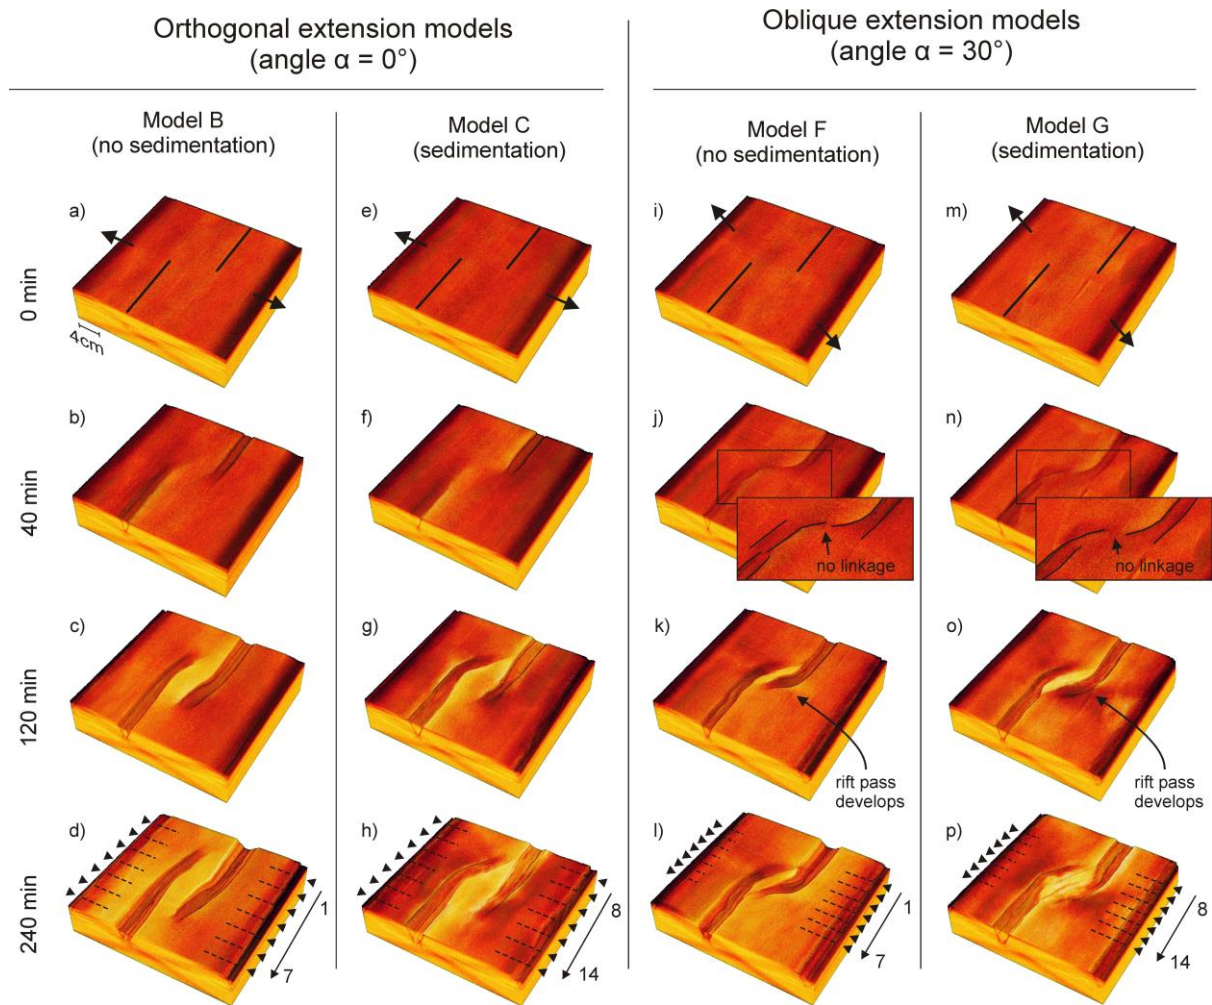 Orthogonal extension models
(angle α = 0°)
Oblique extension models
(angle α = 30°)
Model B
(no sedimentation)
Model C
(sedimentation)
Model F
(no sedimentation)
Model G
(sedimentation)
0 min
a)
e)
i)
m)
4cm
40 min
b)
f)
j)
n)
no linkage
no linkage
120 min
c)
g)
k)
o)
rift pass
develops
rift pass
develops
240 min
d)
h)
l)
p)
1
7
8
14
1
7
8
14